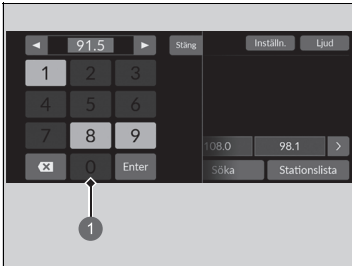 91.5 Stäng Inställn. Ljud
1 2 3
4 5 6
7 8 9
108.0 98.1
0 Enter Söka Stationslista
1